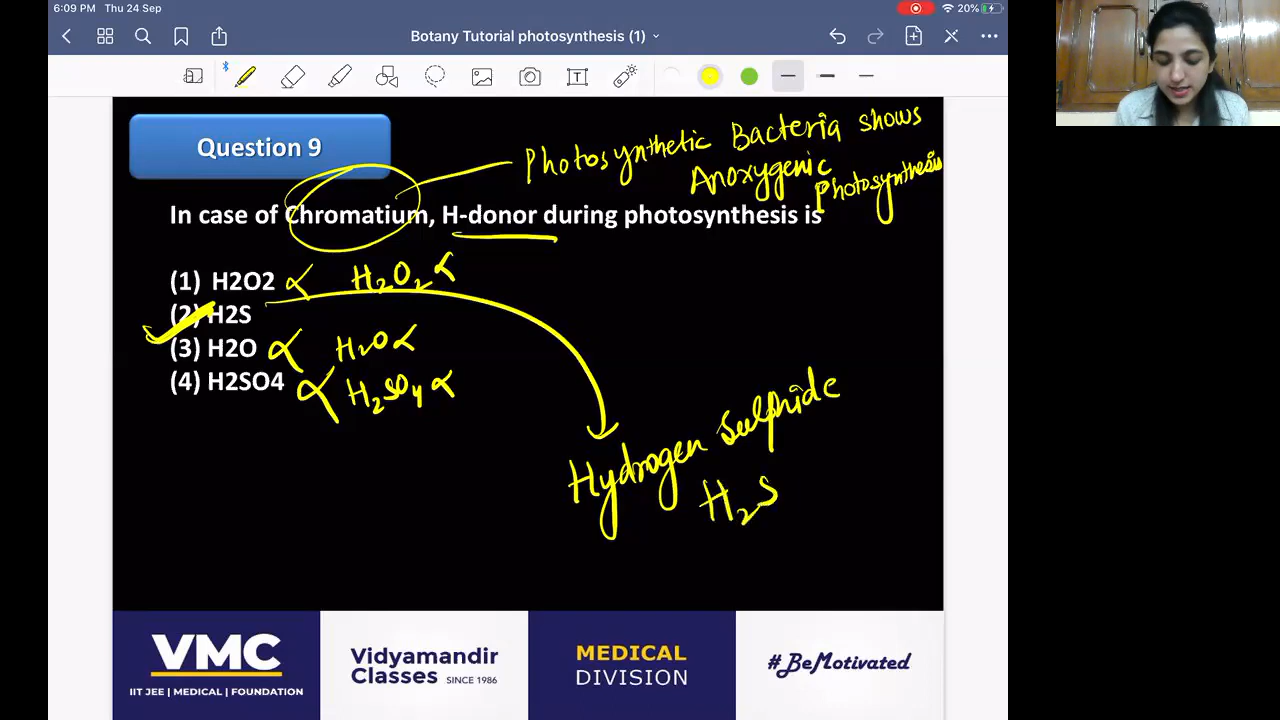 6:09 PM Thu 24 Sep
20%
Botany Tutorial photosynthesis (1)
T
Question 9
Photosynthetic Bacteria shows
Anoxygenic
Photosynthesis
In case of Chromatium, H-donor during photosynthesis is
(1) H2O2 H₂O₂
(2) H2S
(3) H2O H₂O
(4) H2SO4 H₂SO₄
Hydrogen Sulphide
H₂S
VMC
IIT JEE | MEDICAL | FOUNDATION
Vidyamandir
Classes SINCE 1986
MEDICAL
DIVISION
#BeMotivated